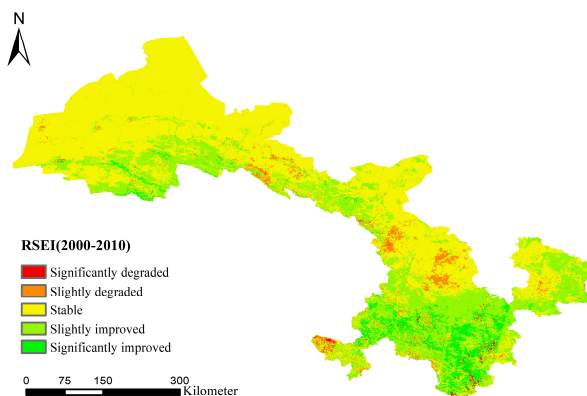 N
RSEI(2000-2010)
Significantly degraded
Slightly degraded
Stable
Slightly improved
Significantly improved
0 75 150 300
Kilometer